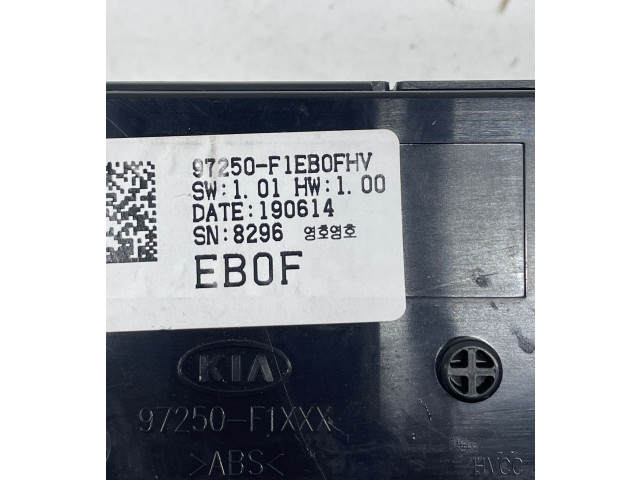 97250-F1EB0FHV
SW:1.01 HW:1.00
DATE:190614
SN:8296 영호영호
EB0F
KIA
97250-F1XXX
>ABS<
HVCC